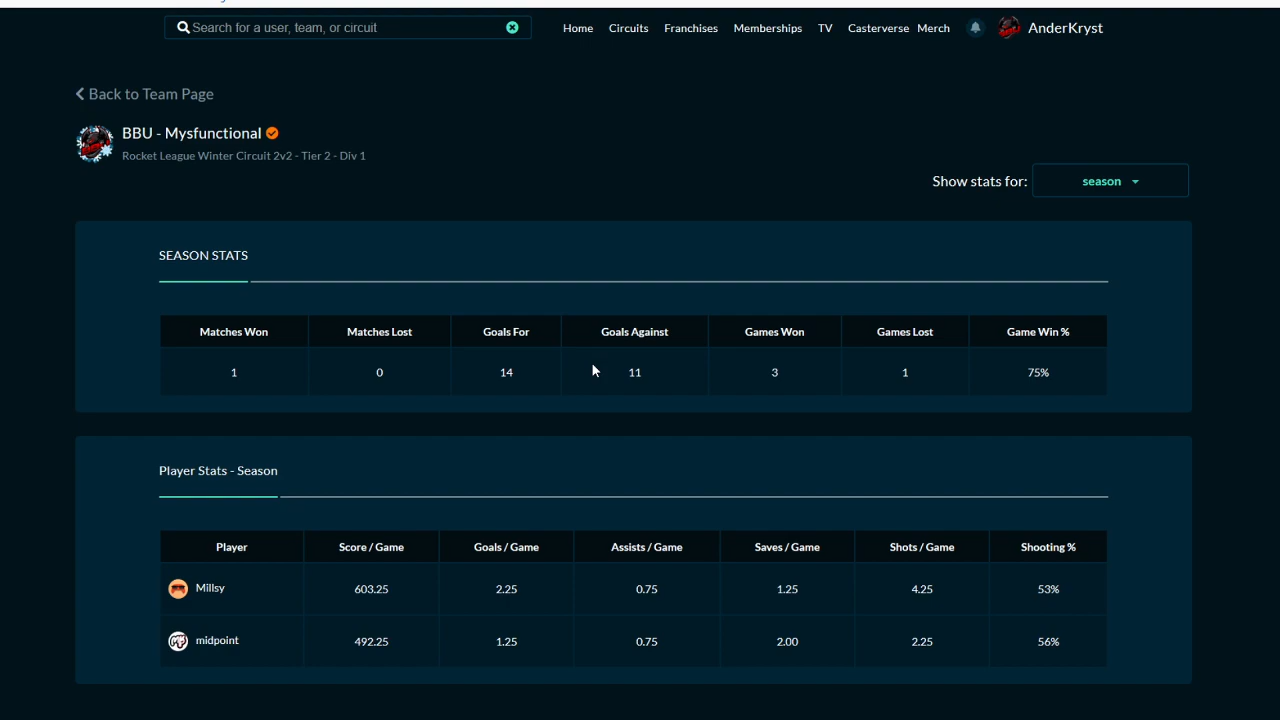 Search for a user, team, or circuit
Home Circuits Franchises Memberships TV Casterverse Merch AnderKryst
Back to Team Page
BBU - Mysfunctional
Rocket League Winter Circuit 2v2 - Tier 2 - Div 1
Show stats for: season
SEASON STATS
Matches Won Matches Lost Goals For Goals Against Games Won Games Lost Game Win %
1 0 14 11 3 1 75%
Player Stats - Season
Player Score / Game Goals / Game Assists / Game Saves / Game Shots / Game Shooting %
Millsy 603.25 2.25 0.75 1.25 4.25 53%
midpoint 492.25 1.25 0.75 2.00 2.25 56%